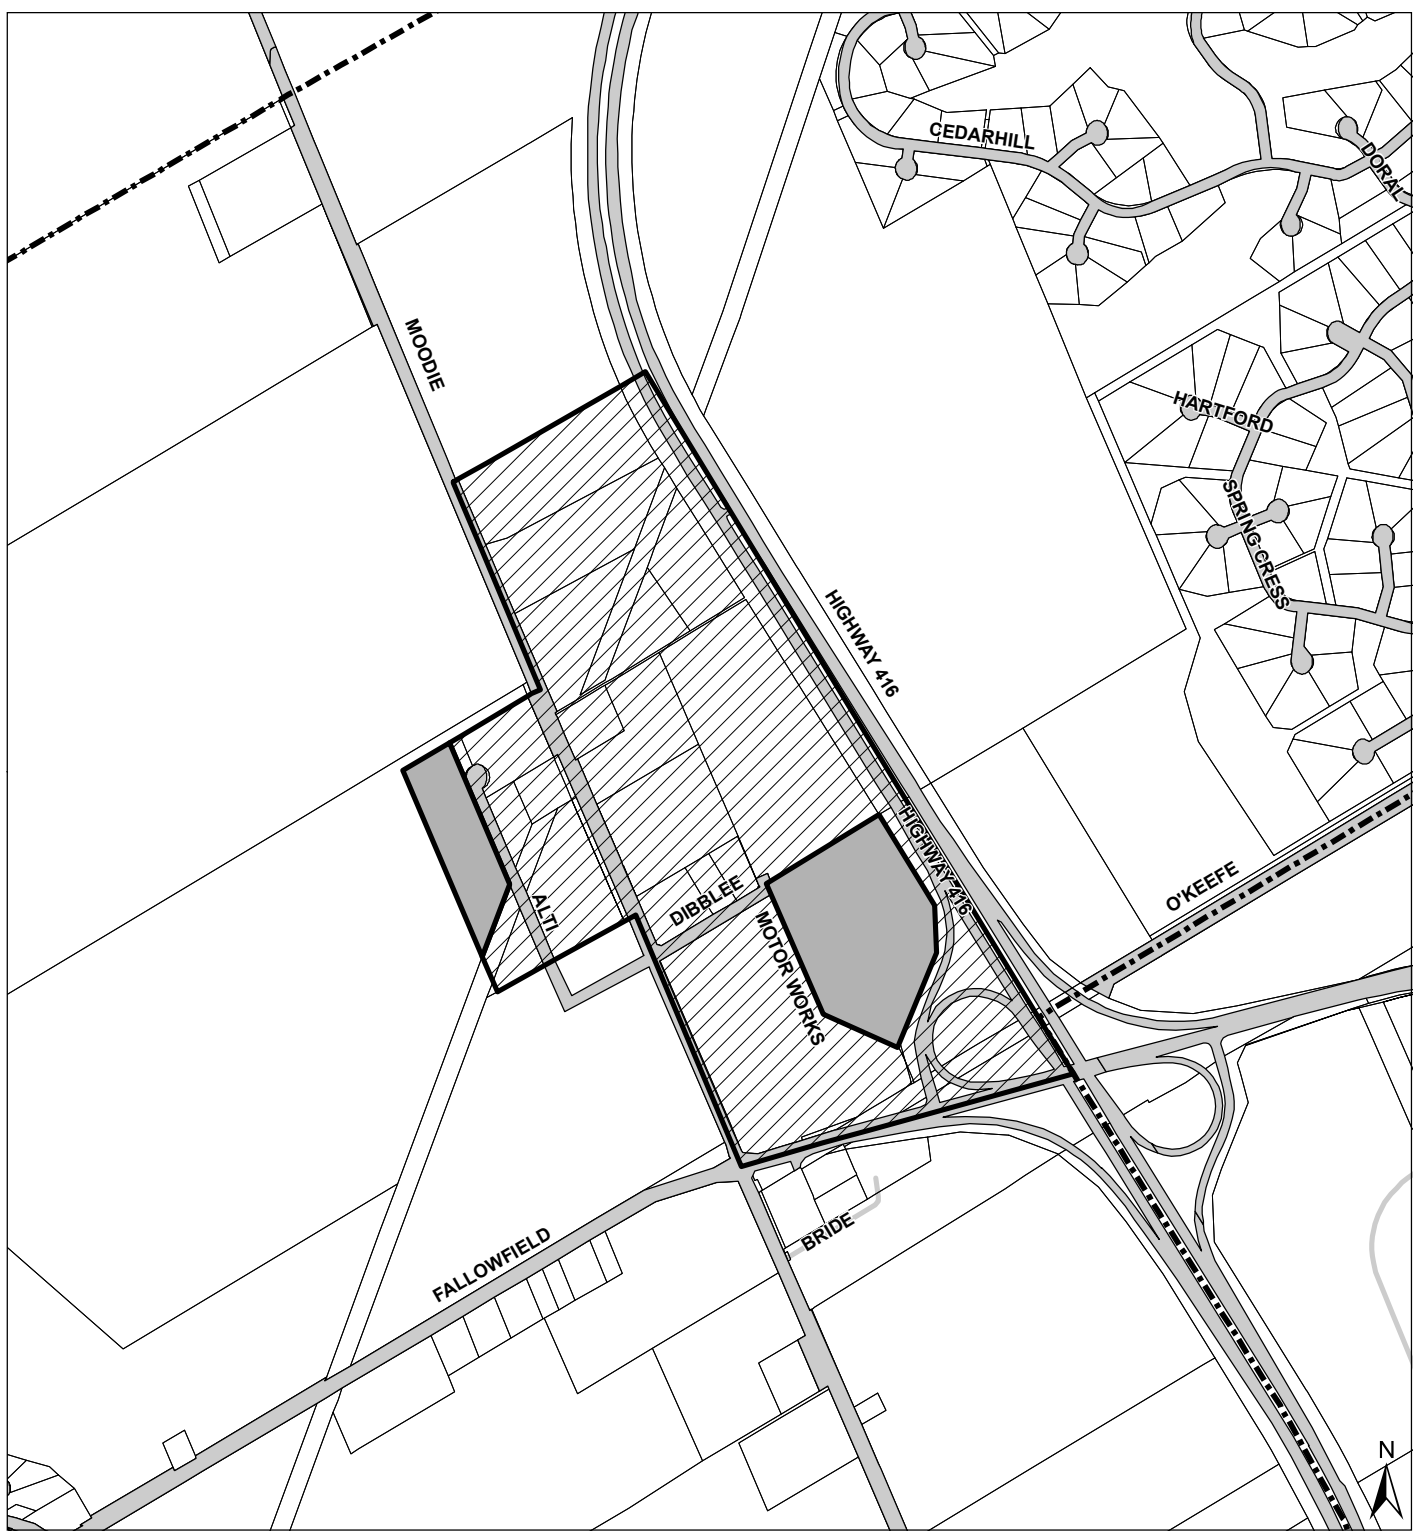 CEDARHILL
DORAL
MOODIE
HARTFORD
SPRING CRESS
HIGHWAY 416
HIGHWAY 416
O'KEEFE
DIBBLEE
ALTI
MOTOR WORKS
BRIDE
FALLOWFIELD
N